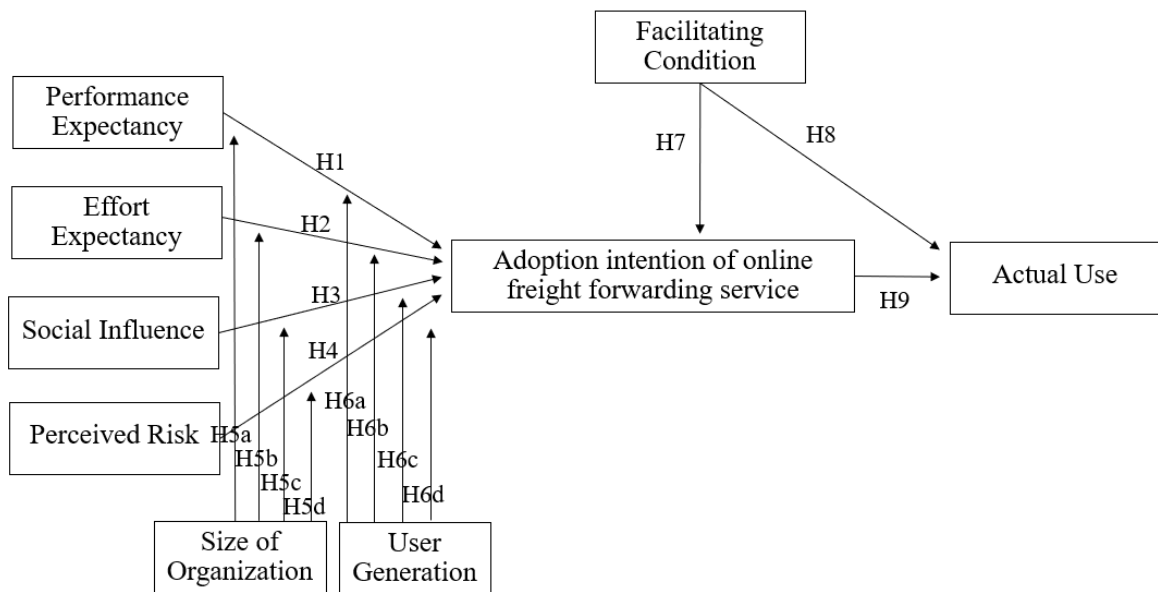 Facilitating
Condition
Performance
Expectancy
H1
H7
H8
Effort
Expectancy
H2
Adoption intention of online
freight forwarding service
Actual Use
H9
Social Influence
H3
H4
Perceived Risk
H5a
H5b
H5c
H5d
H6a
H6b
H6c
H6d
Size of
Organization
User
Generation